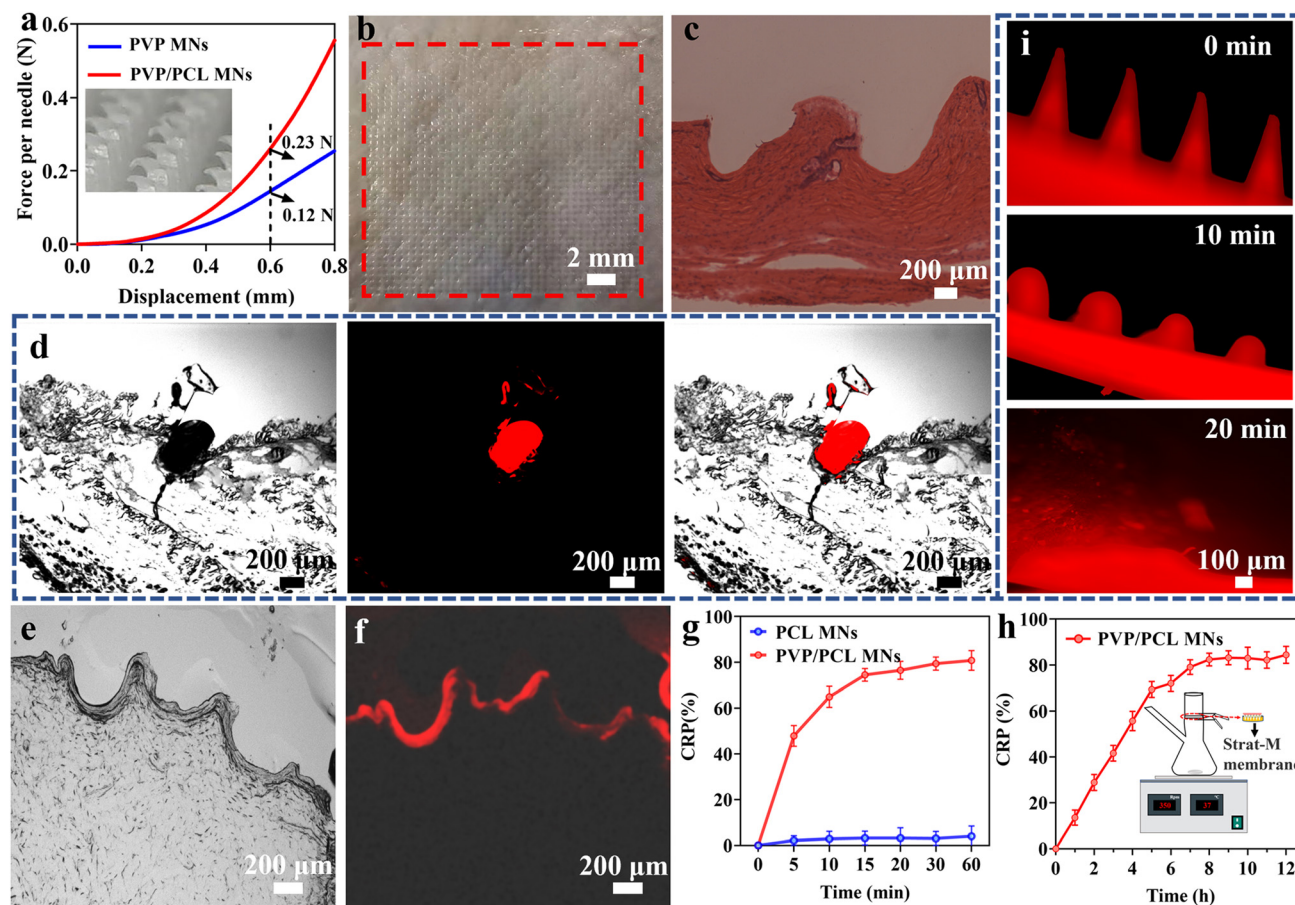 a
0.6
0.4
0.2
0.0
Force per needle (N)
PVP MNs
PVP/PCL MNs
0.23 N
0.12 N
0.0 0.2 0.4 0.6 0.8
Displacement (mm)
b
2 mm
c
200 μm
i
0 min
10 min
20 min
100 μm
d
200 μm
200 μm
200 μm
e
200 μm
f
200 μm
g
100
80
60
40
20
0
CRP(%)
PCL MNs
PVP/PCL MNs
0 5 10 15 20 30 60
Time (min)
h
100
80
60
40
20
0
CRP (%)
PVP/PCL MNs
Strat-M
membrane
Rpm
°C
350
37
0 2 4 6 8 10 12
Time (h)